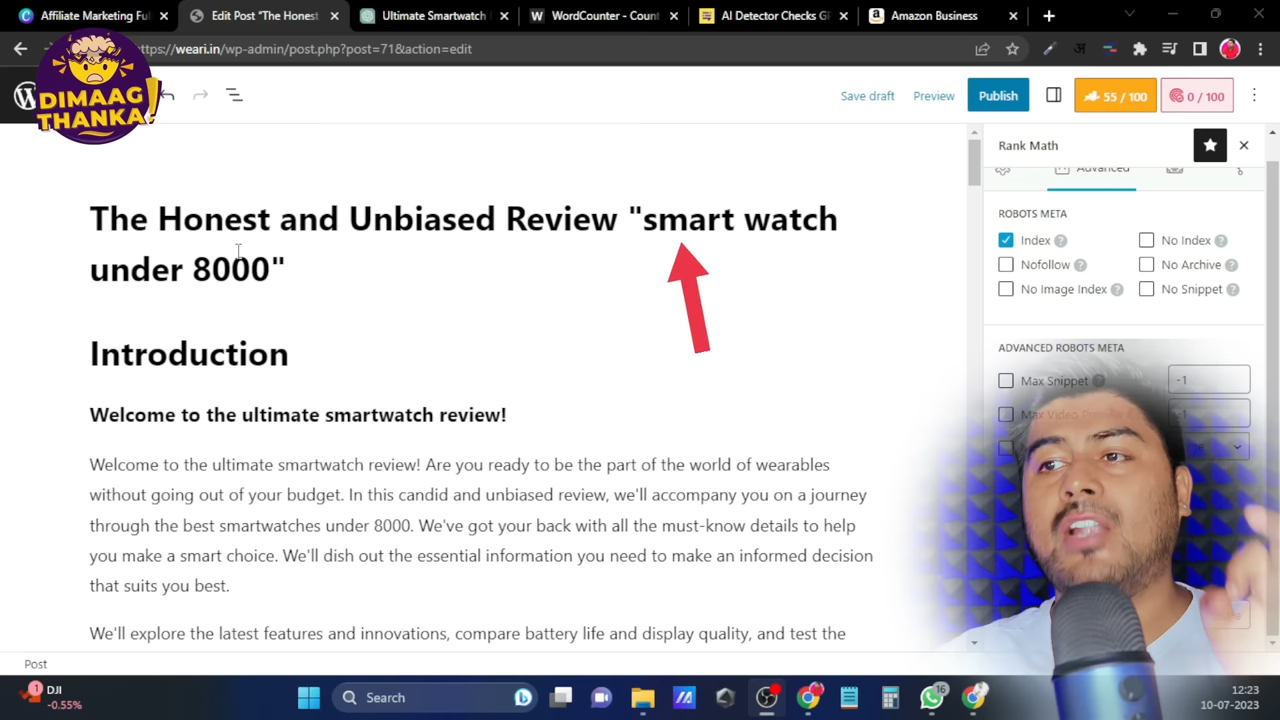 Affiliate Marketing Ful
Edit Post “The Honest
Ultimate Smartwatch
WordCounter - Count
AI Detector Checks GP
Amazon Business
https://weari.in/wp-admin/post.php?post=71&action=edit
DIMAAG
THANKA!
Save draft
Preview
Publish
55 / 100
0 / 100
The Honest and Unbiased Review "smart watch
under 8000"
Introduction
Welcome to the ultimate smartwatch review!
Welcome to the ultimate smartwatch review! Are you ready to be the part of the world of wearables
without going out of your budget. In this candid and unbiased review, we'll accompany you on a journey
through the best smartwatches under 8000. We've got your back with all the must-know details to help
you make a smart choice. We'll dish out the essential information you need to make an informed decision
that suits you best.
We'll explore the latest features and innovations, compare battery life and display quality, and test the
Post
Rank Math
Advanced
ROBOTS META
Index
No Index
Nofollow
No Archive
No Image Index
No Snippet
ADVANCED ROBOTS META
Max Snippet
-1
Max Video Preview
-1
1
DJI
-0.55%
Search
16
12:23
10-07-2023